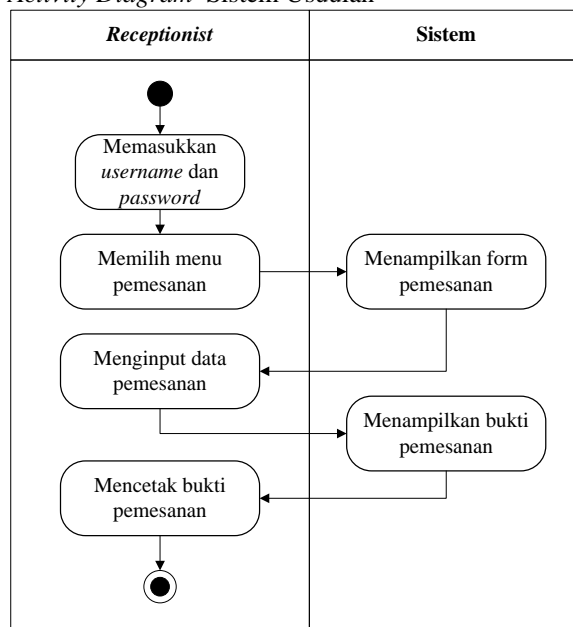 Activity Diagram Sistem Usulan
Receptionist
Sistem
Memasukkan
username dan
password
Memilih menu
pemesanan
Menampilkan form
pemesanan
Menginput data
pemesanan
Menampilkan bukti
pemesanan
Mencetak bukti
pemesanan